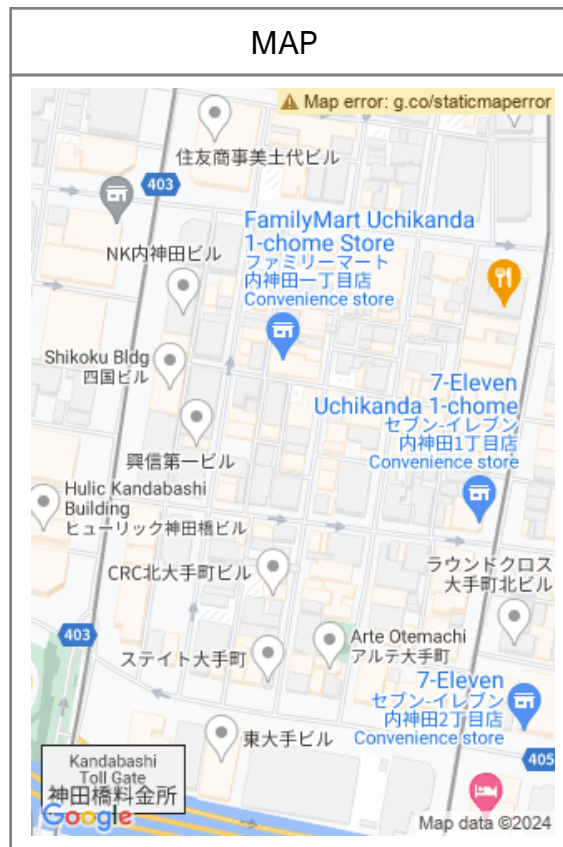 MAP
Map error: g.co/staticmaperror
住友商事美土代ビル
403
FamilyMart Uchikanda
1-chome Store
ファミリーマート
内神田一丁目店
Convenience store
NK内神田ビル
Shikoku Bldg
四国ビル
7-Eleven
Uchikanda 1-chome
セブン-イレブン
内神田1丁目店
Convenience store
興信第一ビル
Hulic Kandabashi
Building
ヒューリック神田橋ビル
CRC北大手町ビル
ラウンドクロス
大手町北ビル
403
Arte Otemachi
アルテ大手町
ステイト大手町
7-Eleven
セブン-イレブン
内神田2丁目店
Convenience store
東大手ビル
405
Kandabashi
Toll Gate
神田橋料金所
Google
Map data ©2024